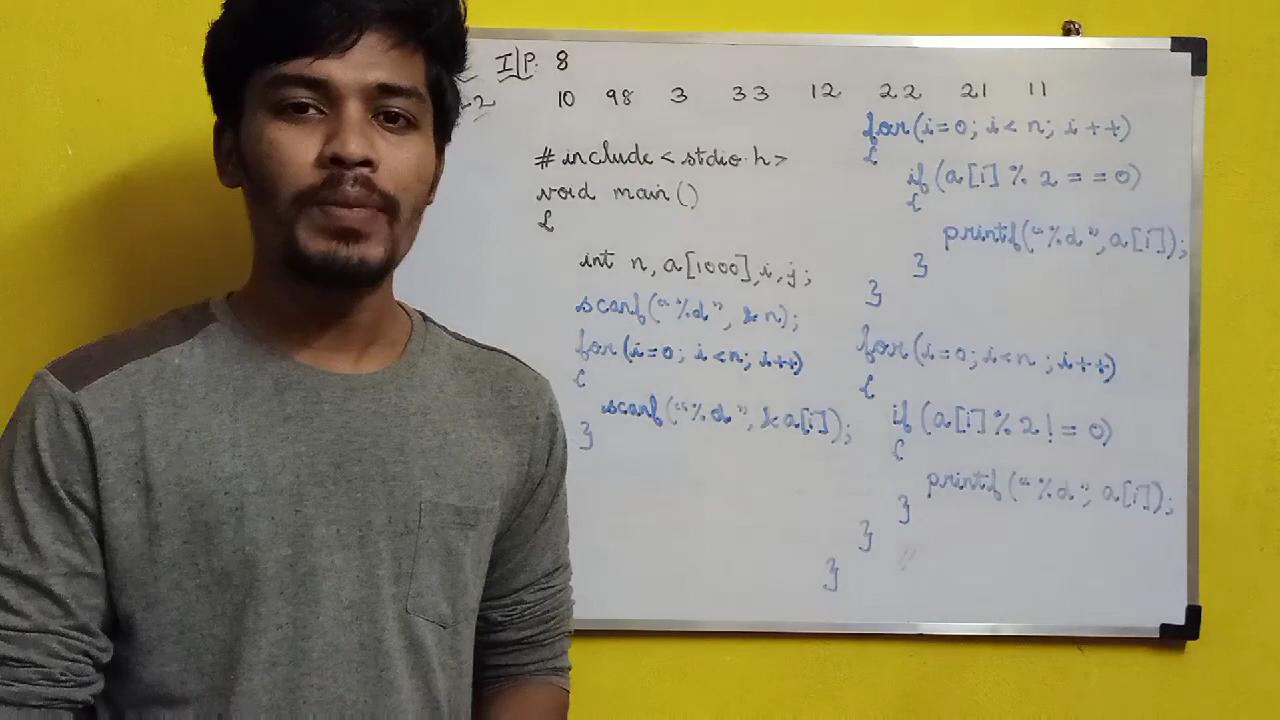 I/P: 8
-2 10 98 3 33 12 22 21 11
#include<stdio.h>
void main()
{
int n, a[1000], i, j;
scanf("%d", &n);
for(i=0; i<n; i++)
{
scanf("%d", &a[i]);
}
for(i=0; i<n; i++)
{
if(a[i] % 2 == 0)
{
printf("%d", a[i]);
}
}
for(i=0; i<n; i++)
{
if(a[i] % 2 != 0)
{
printf("%d", a[i]);
}
}
}